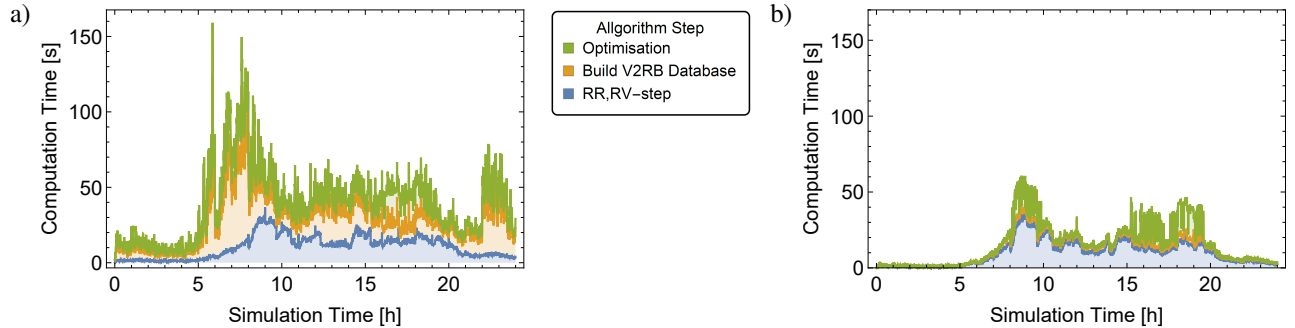 a)
Computation Time [s]
150
100
50
0
0 5 10 15 20
Simulation Time [h]
Allgorithm Step
Optimisation
Build V2RB Database
RR,RV−step
b)
Computation Time [s]
150
100
50
0
0 5 10 15 20
Simulation Time [h]